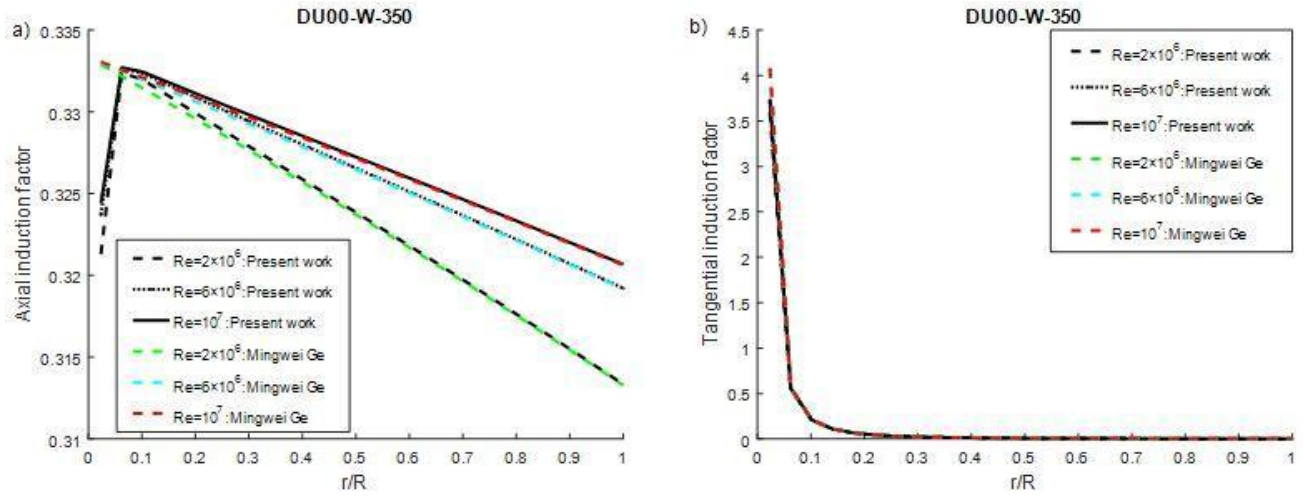 DU00-W-350
a)
0.335
0.33
0.325
0.32
0.315
0.31
Axial induction factor
Re=2×10⁶:Present work
Re=6×10⁶:Present work
Re=10⁷:Present work
Re=2×10⁶:Mingwei Ge
Re=6×10⁶:Mingwei Ge
Re=10⁷:Mingwei Ge
0 0.1 0.2 0.3 0.4 0.5 0.6 0.7 0.8 0.9 1
r/R
DU00-W-350
b)
4.5
4
3.5
3
2.5
2
1.5
1
0.5
0
Tangential induction factor
Re=2×10⁶:Present work
Re=6×10⁶:Present work
Re=10⁷:Present work
Re=2×10⁶:Mingwei Ge
Re=6×10⁶:Mingwei Ge
Re=10⁷:Mingwei Ge
0 0.1 0.2 0.3 0.4 0.5 0.6 0.7 0.8 0.9 1
r/R